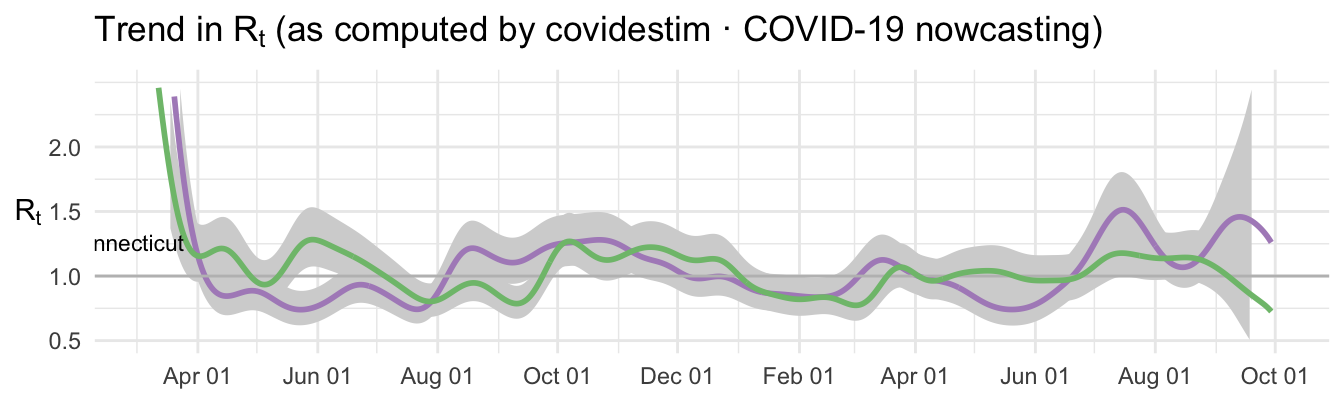 Trend in Rt (as computed by covidestim · COVID-19 nowcasting)
2.0
Rt 1.5
nnecticut
1.0
0.5
Apr 01 Jun 01 Aug 01 Oct 01 Dec 01 Feb 01 Apr 01 Jun 01 Aug 01 Oct 01